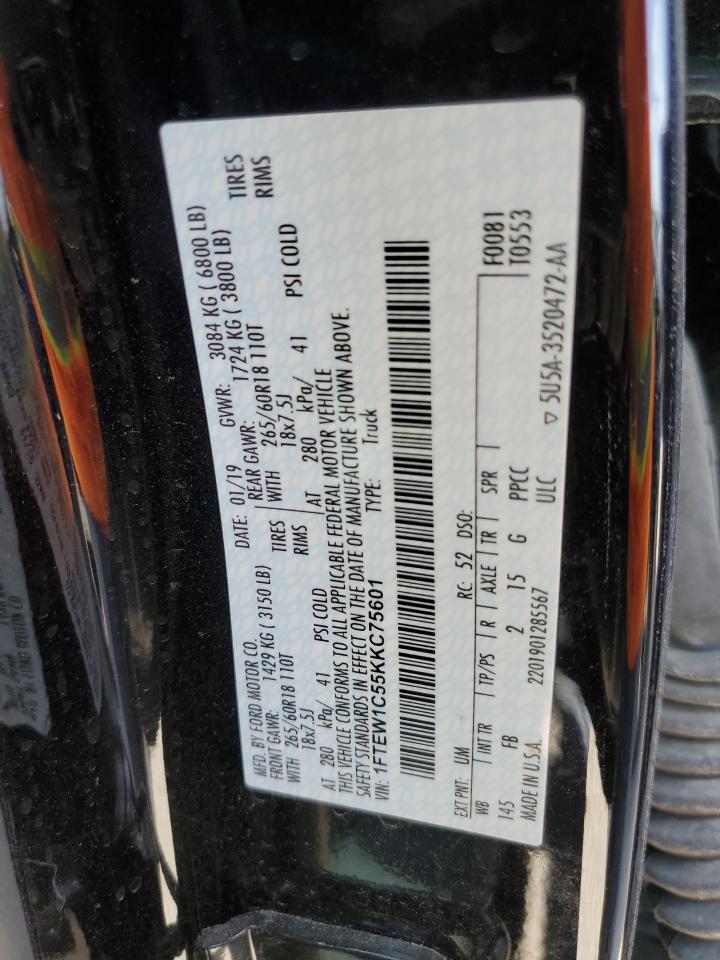 MFD. BY FORD MOTOR CO.
DATE: 01/19 GVWR: 3084 KG ( 6800 LB)
FRONT GAWR: 1429 KG ( 3150 LB) REAR GAWR: 1724 KG ( 3800 LB)
WITH 265/60R18 110T TIRES WITH 265/60R18 110T TIRES
18x7.5J RIMS 18x7.5J RIMS
AT 280 kPa/ 41 PSI COLD AT 280 kPa/ 41 PSI COLD
THIS VEHICLE CONFORMS TO ALL APPLICABLE FEDERAL MOTOR VEHICLE
SAFETY STANDARDS IN EFFECT ON THE DATE OF MANUFACTURE SHOWN ABOVE.
VIN: 1FTEW1C55KKC75601 TYPE: Truck
EXT PNT: UM RC: 52 DSO:
WB INT TR TP/PS R AXLE TR SPR F0081
145 FB 2 15 G PPCC T0553
MADE IN U.S.A. 2201901285567 ULC ▽ 5U5A-3520472-AA